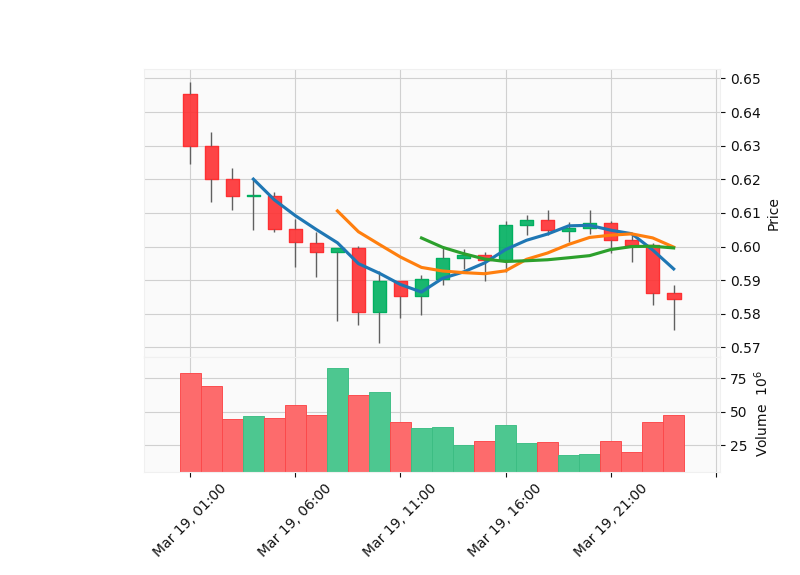 0.65
0.64
0.63
0.62
0.61
0.60
0.59
0.58
0.57
Price
75
50
25
Volume 10⁶
Mar 19, 01:00
Mar 19, 06:00
Mar 19, 11:00
Mar 19, 16:00
Mar 19, 21:00